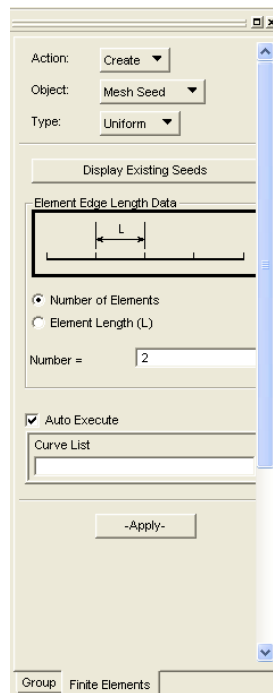 Action: Create
Object: Mesh Seed
Type: Uniform
Display Existing Seeds
Element Edge Length Data
L
Number of Elements
Element Length (L)
Number = 2
Auto Execute
Curve List
-Apply-
Group Finite Elements